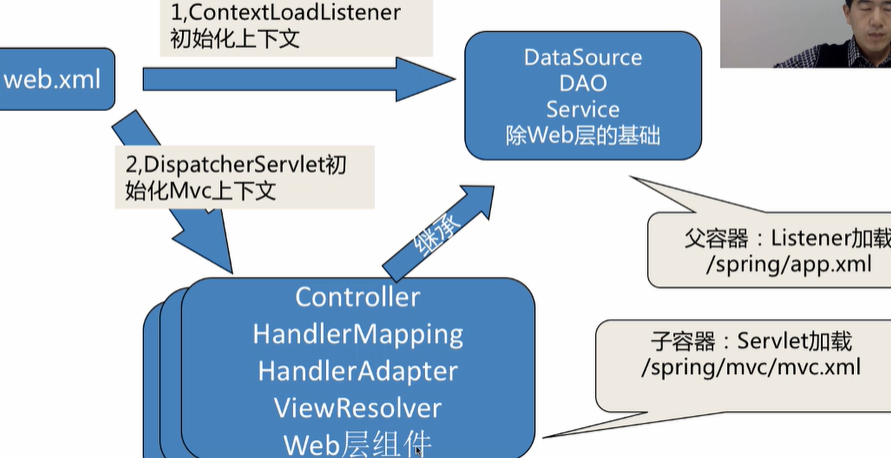 1,ContextLoadListener
初始化上下文
web.xml
DataSource
DAO
Service
除Web层的基础
2,DispatcherServlet初
始化Mvc上下文
继承
父容器：Listener加载
/spring/app.xml
子容器：Servlet加载
/spring/mvc/mvc.xml
Controller
HandlerMapping
HandlerAdapter
ViewResolver
Web层组件